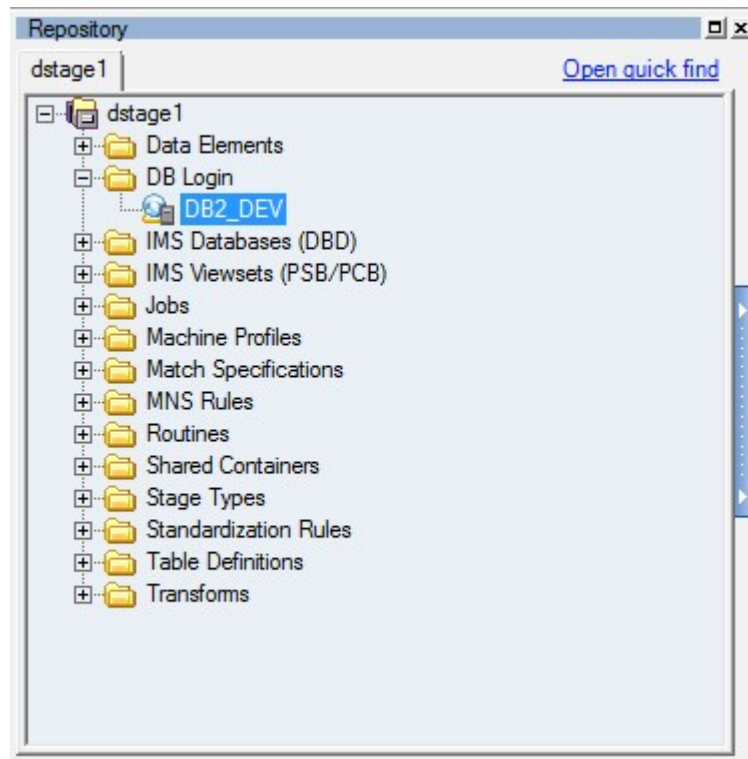 Repository
dstage1
Open quick find
dstage1
Data Elements
DB Login
DB2_DEV
IMS Databases (DBD)
IMS Viewsets (PSB/PCB)
Jobs
Machine Profiles
Match Specifications
MNS Rules
Routines
Shared Containers
Stage Types
Standardization Rules
Table Definitions
Transforms